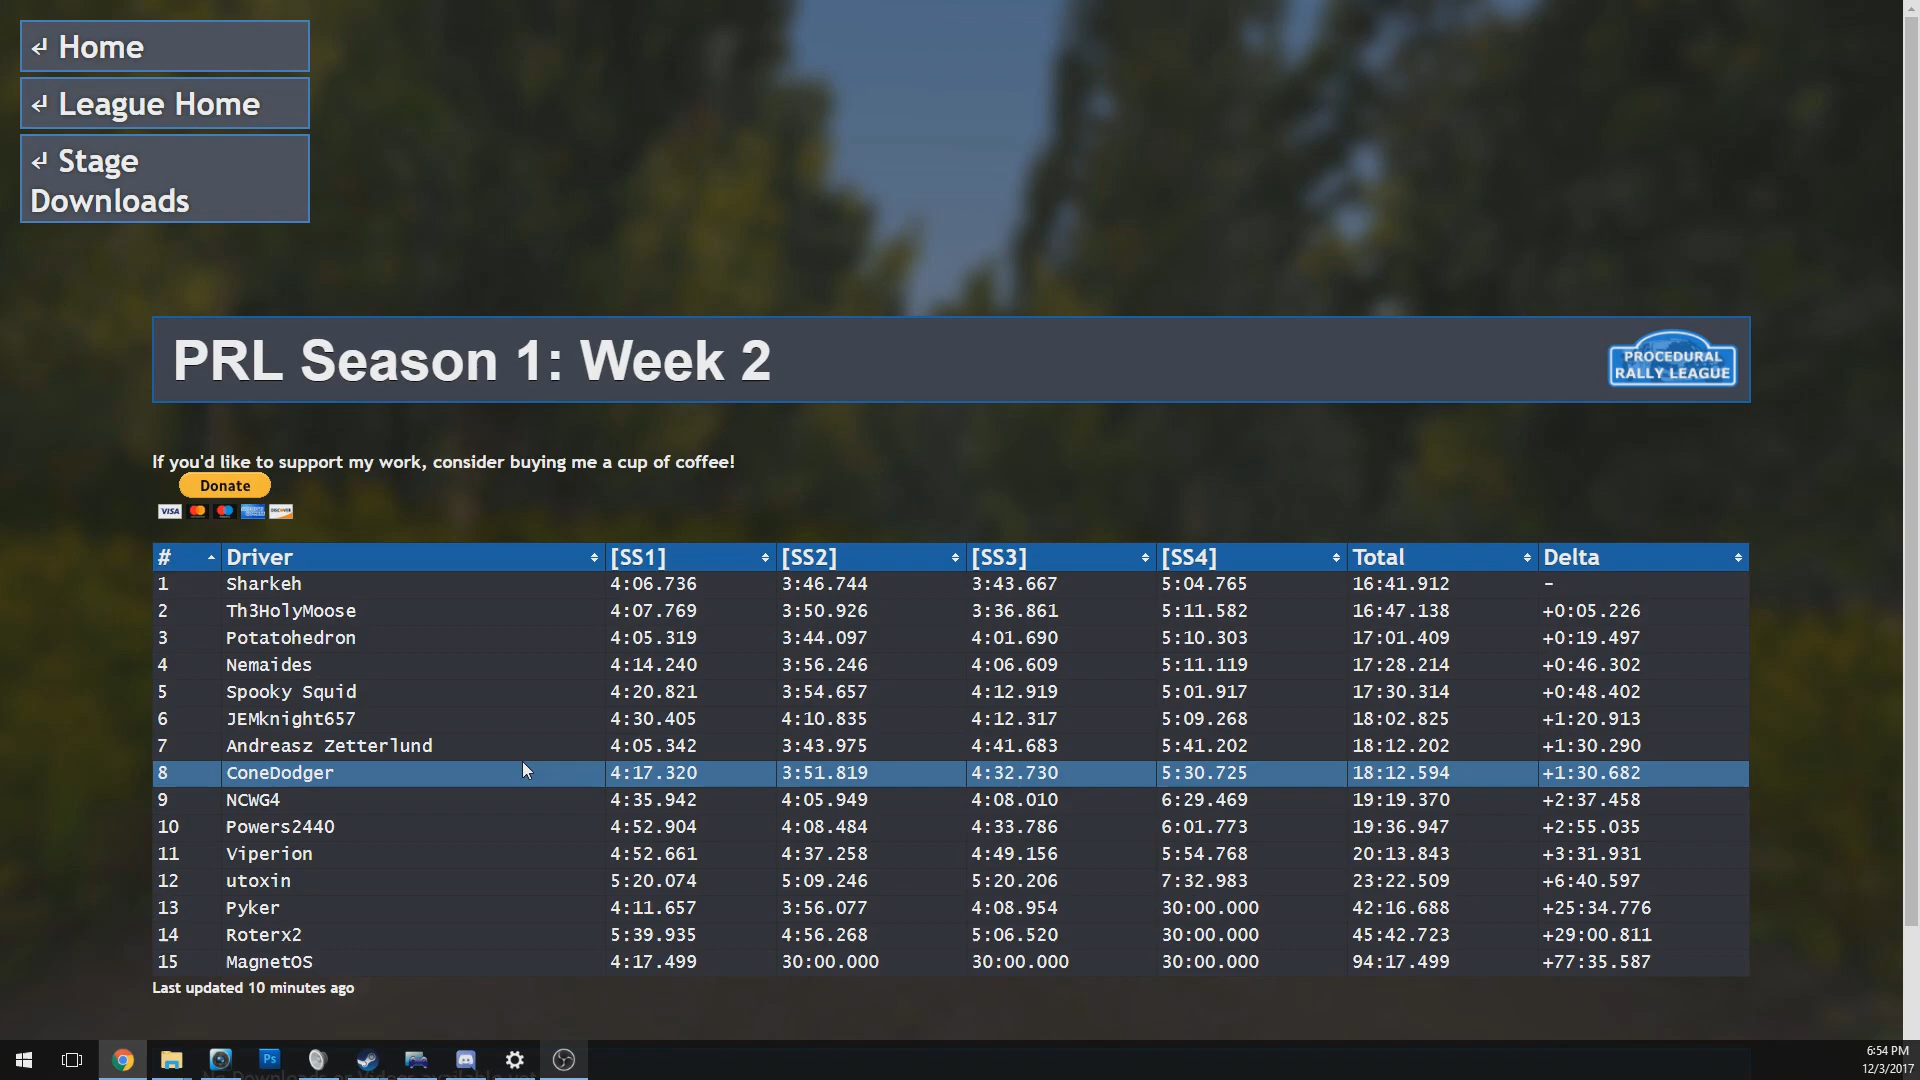 ↲ Home
↲ League Home
↲ Stage
Downloads
PRL Season 1: Week 2
PROCEDURAL
RALLY LEAGUE
If you'd like to support my work, consider buying me a cup of coffee!
Donate
VISA
DISCOVER
# Driver [SS1] [SS2] [SS3] [SS4] Total Delta
1 Sharkeh 4:06.736 3:46.744 3:43.667 5:04.765 16:41.912 -
2 Th3HolyMoose 4:07.769 3:50.926 3:36.861 5:11.582 16:47.138 +0:05.226
3 Potatohedron 4:05.319 3:44.097 4:01.690 5:10.303 17:01.409 +0:19.497
4 Nemaides 4:14.240 3:56.246 4:06.609 5:11.119 17:28.214 +0:46.302
5 Spooky Squid 4:20.821 3:54.657 4:12.919 5:01.917 17:30.314 +0:48.402
6 JEMknight657 4:30.405 4:10.835 4:12.317 5:09.268 18:02.825 +1:20.913
7 Andreasz Zetterlund 4:05.342 3:43.975 4:41.683 5:41.202 18:12.202 +1:30.290
8 ConeDodger 4:17.320 3:51.819 4:32.730 5:30.725 18:12.594 +1:30.682
9 NCWG4 4:35.942 4:05.949 4:08.010 6:29.469 19:19.370 +2:37.458
10 Powers2440 4:52.904 4:08.484 4:33.786 6:01.773 19:36.947 +2:55.035
11 Viperion 4:52.661 4:37.258 4:49.156 5:54.768 20:13.843 +3:31.931
12 utoxin 5:20.074 5:09.246 5:20.206 7:32.983 23:22.509 +6:40.597
13 Pyker 4:11.657 3:56.077 4:08.954 30:00.000 42:16.688 +25:34.776
14 Roterx2 5:39.935 4:56.268 5:06.520 30:00.000 45:42.723 +29:00.811
15 MagnetOS 4:17.499 30:00.000 30:00.000 30:00.000 94:17.499 +77:35.587
Last updated 10 minutes ago
Ps
No Downloads or Videos available yet
6:54 PM
12/3/2017